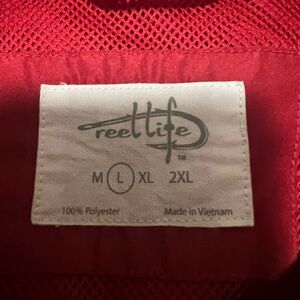 reel life
TM
M L XL 2XL
100% Polyester Made in Vietnam